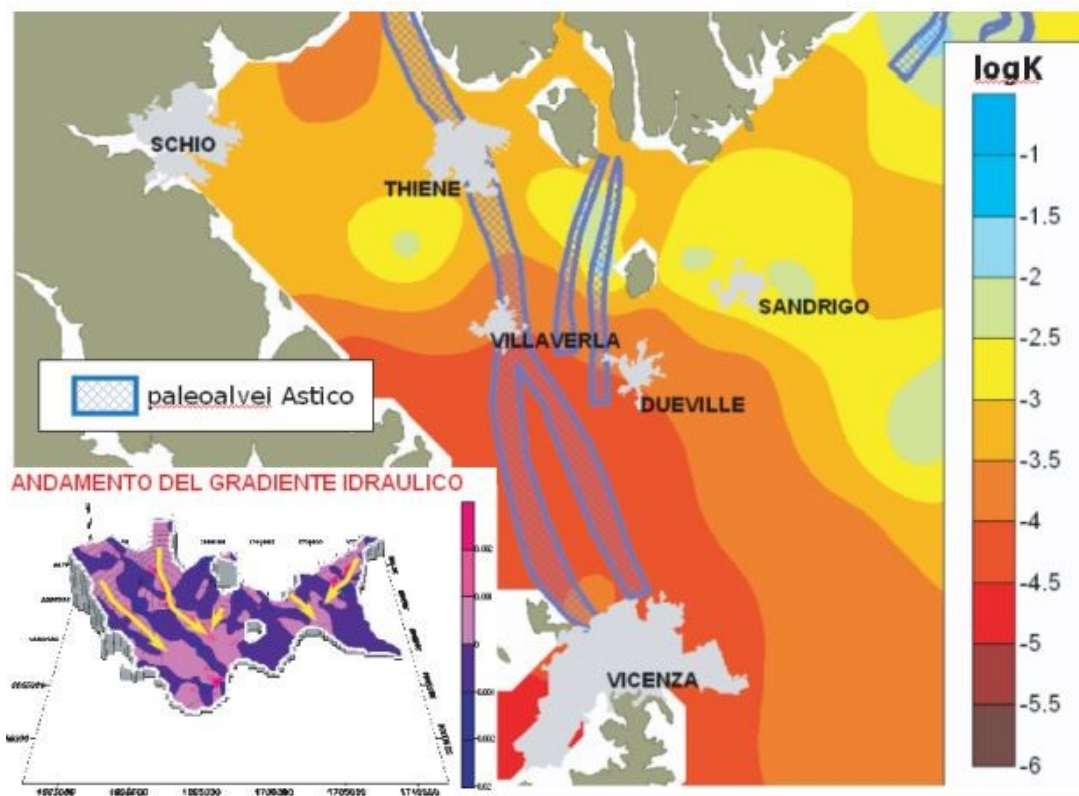 logK
-1
-1.5
-2
-2.5
-3
-3.5
-4
-4.5
-5
-5.5
-6
SCHIO
THIENE
SANDRIGO
VILLAVERLA
DUEVILLE
VICENZA
paleoalvei Astico
ANDAMENTO DEL GRADIENTE IDRAULICO